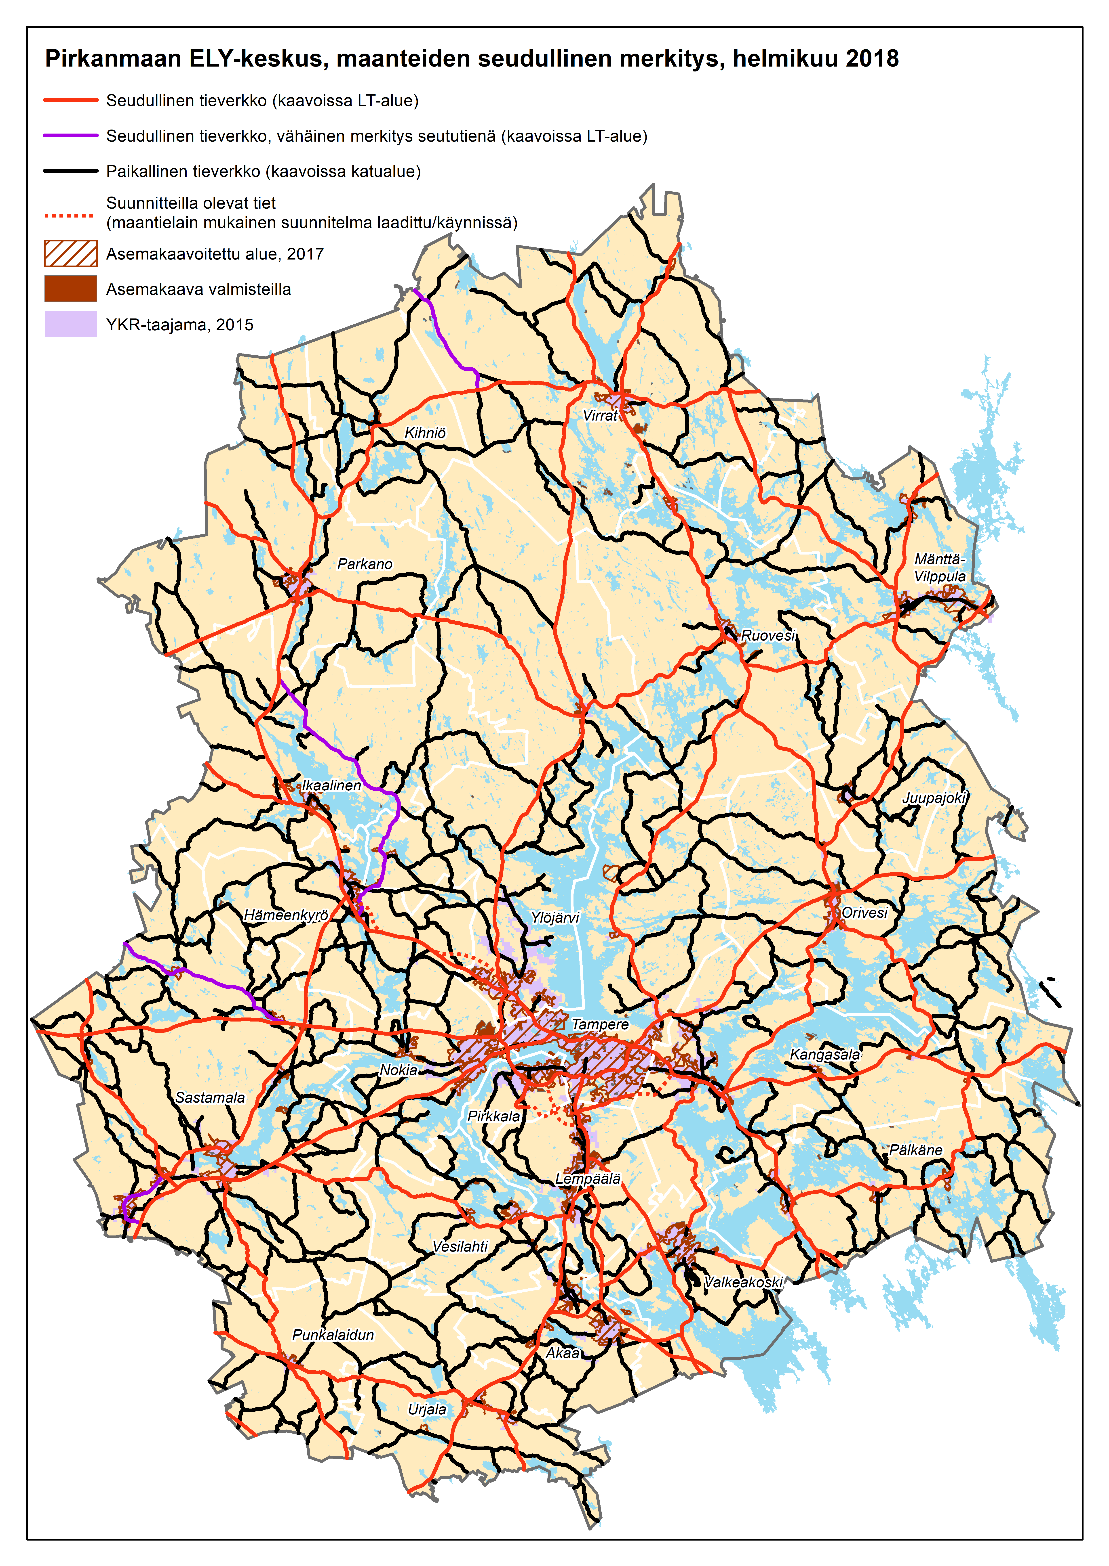 Pirkanmaan ELY-keskus, maanteiden seudullinen merkitys, helmikuu 2018
Seudullinen tieverkko (kaavoissa LT-alue)
Seudullinen tieverkko, vähäinen merkitys seututienä (kaavoissa LT-alue)
Paikallinen tieverkko (kaavoissa katualue)
Suunnitteilla olevat tiet
(maantielain mukainen suunnitelma laadittu/käynnissä)
Asemakaavoitettu alue, 2017
Asemakaava valmisteilla
YKR-taajama, 2015
Virrat
Kihniö
Mänttä-
Vilppula
Parkano
Ruovesi
Ikaalinen
Juupajoki
Hämeenkyrö
Ylöjärvi
Orivesi
Tampere
Kangasala
Nokia
Sastamala
Pirkkala
Pälkäne
Lempäälä
Vesilahti
Valkeakoski
Punkalaidun
Akaa
Urjala